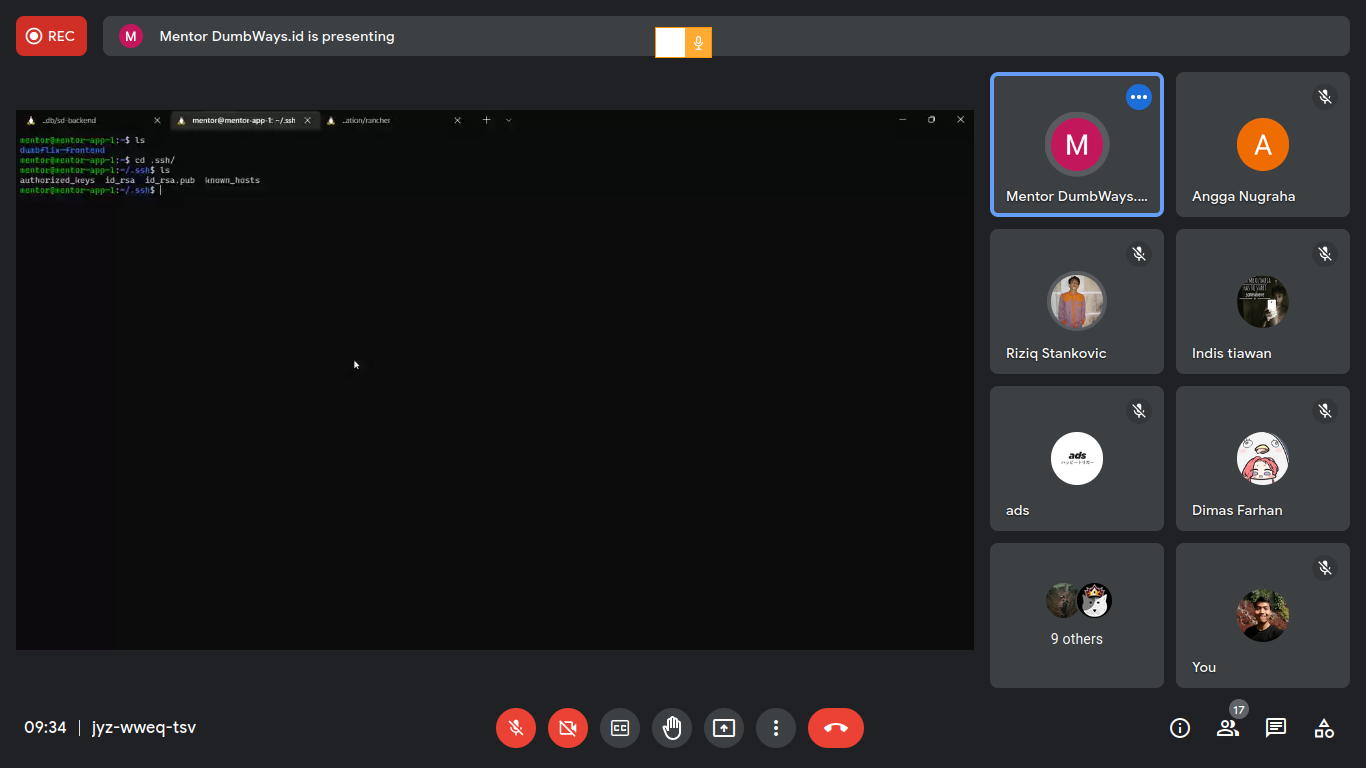 REC
M
Mentor DumbWays.id is presenting
_db/sd-backend
mentor@mentor-app-1: ~/.ssh
...ation/rancher
mentor@mentor-app-1:~$ ls
dumbflix-frontend
mentor@mentor-app-1:~$ cd .ssh/
mentor@mentor-app-1:~/.ssh$ ls
authorized_keys id_rsa id_rsa.pub known_hosts
mentor@mentor-app-1:~/.ssh$
M
Mentor DumbWays....
A
Angga Nugraha
Riziq Stankovic
Indis tiawan
ads
ads
Dimas Farhan
9 others
You
09:34
jyz-wweq-tsv
CC
17